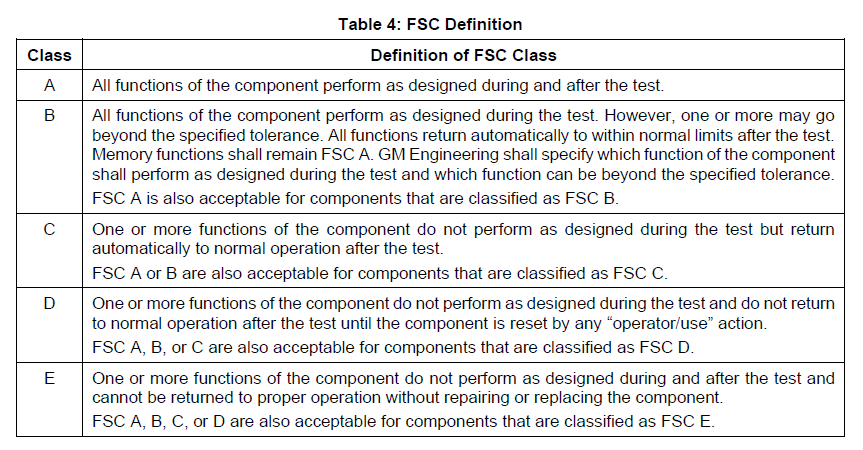 Table 4: FSC Definition
Class
Definition of FSC Class
A
All functions of the component perform as designed during and after the test.
B
All functions of the component perform as designed during the test. However, one or more may go
beyond the specified tolerance. All functions return automatically to within normal limits after the test.
Memory functions shall remain FSC A. GM Engineering shall specify which function of the component
shall perform as designed during the test and which function can be beyond the specified tolerance.
FSC A is also acceptable for components that are classified as FSC B.
C
One or more functions of the component do not perform as designed during the test but return
automatically to normal operation after the test.
FSC A or B are also acceptable for components that are classified as FSC C.
D
One or more functions of the component do not perform as designed during the test and do not return
to normal operation after the test until the component is reset by any “operator/use” action.
FSC A, B, or C are also acceptable for components that are classified as FSC D.
E
One or more functions of the component do not perform as designed during and after the test and
cannot be returned to proper operation without repairing or replacing the component.
FSC A, B, C, or D are also acceptable for components that are classified as FSC E.